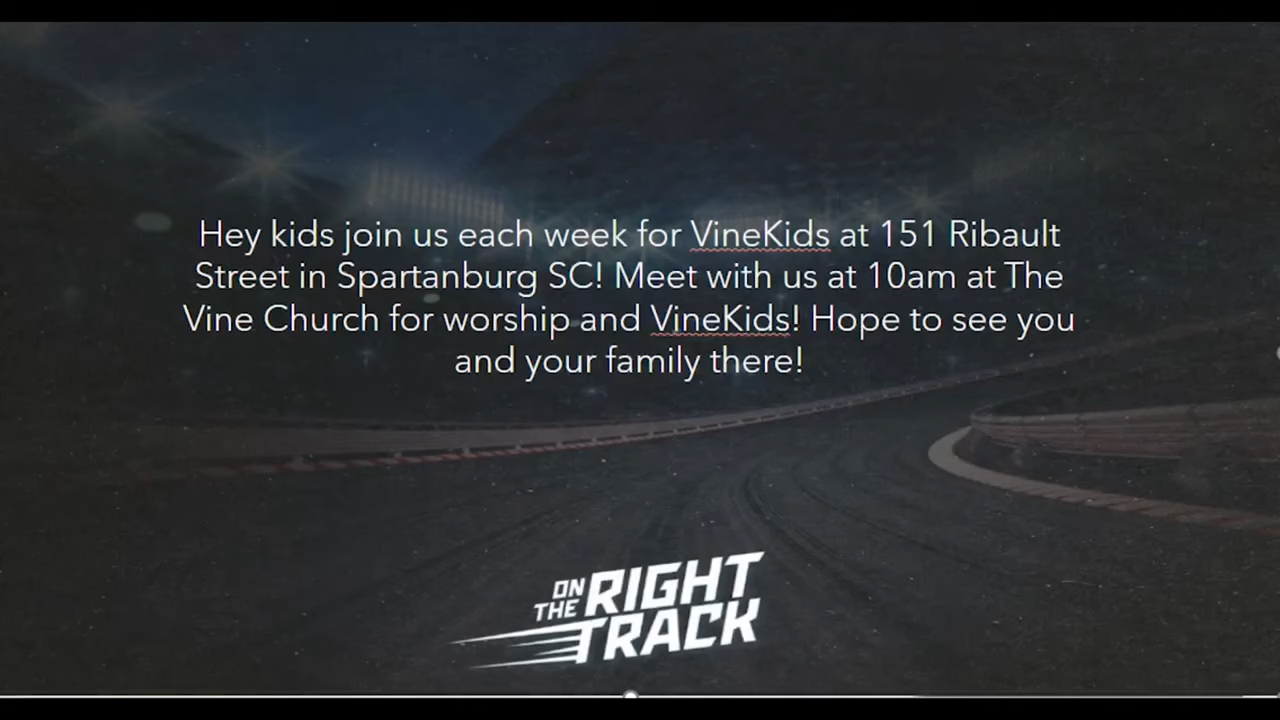 Hey kids join us each week for VineKids at 151 Ribault
Street in Spartanburg SC! Meet with us at 10am at The
Vine Church for worship and VineKids! Hope to see you
and your family there!
ON THE RIGHT
TRACK